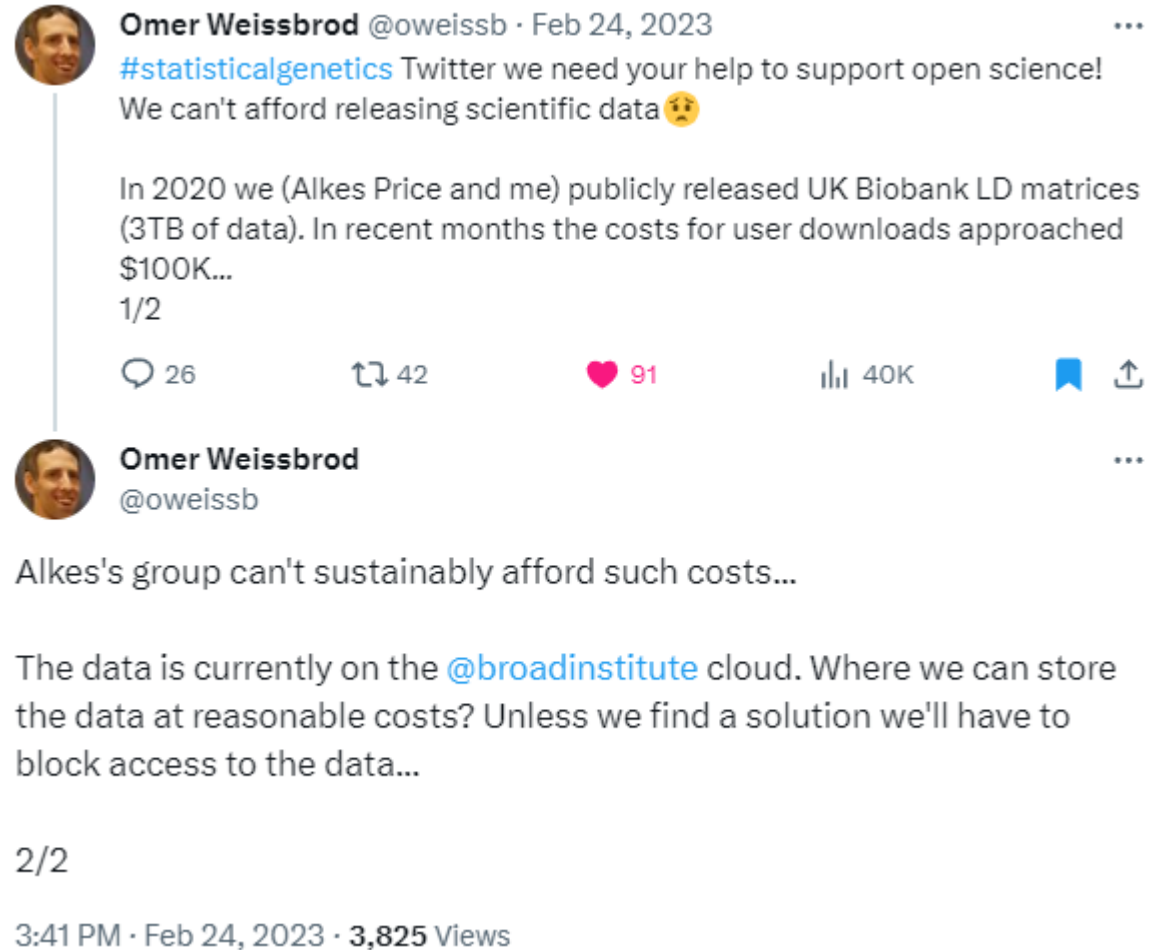 Omer Weissbrod @oweissb · Feb 24, 2023
#statisticalgenetics Twitter we need your help to support open science!
We can't afford releasing scientific data😟
In 2020 we (Alkes Price and me) publicly released UK Biobank LD matrices
(3TB of data). In recent months the costs for user downloads approached
$100K...
1/2
26 42 91 40K
Omer Weissbrod
@oweissb
Alkes's group can't sustainably afford such costs...
The data is currently on the @broadinstitute cloud. Where we can store
the data at reasonable costs? Unless we find a solution we'll have to
block access to the data...
2/2
3:41 PM · Feb 24, 2023 · 3,825 Views